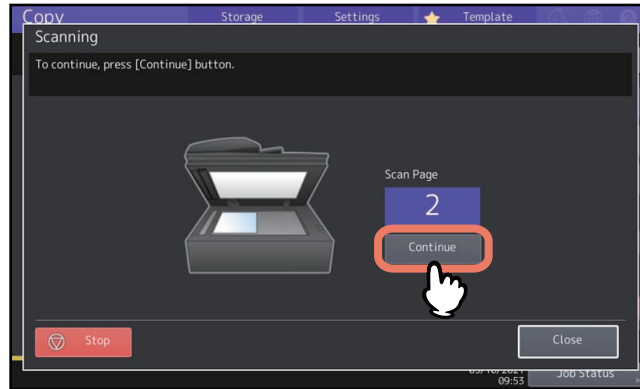 Copy
Storage
Settings
Template
Scanning
To continue, press [Continue] button.
Scan Page
2
Continue
Stop
Close
09:53
Job Status